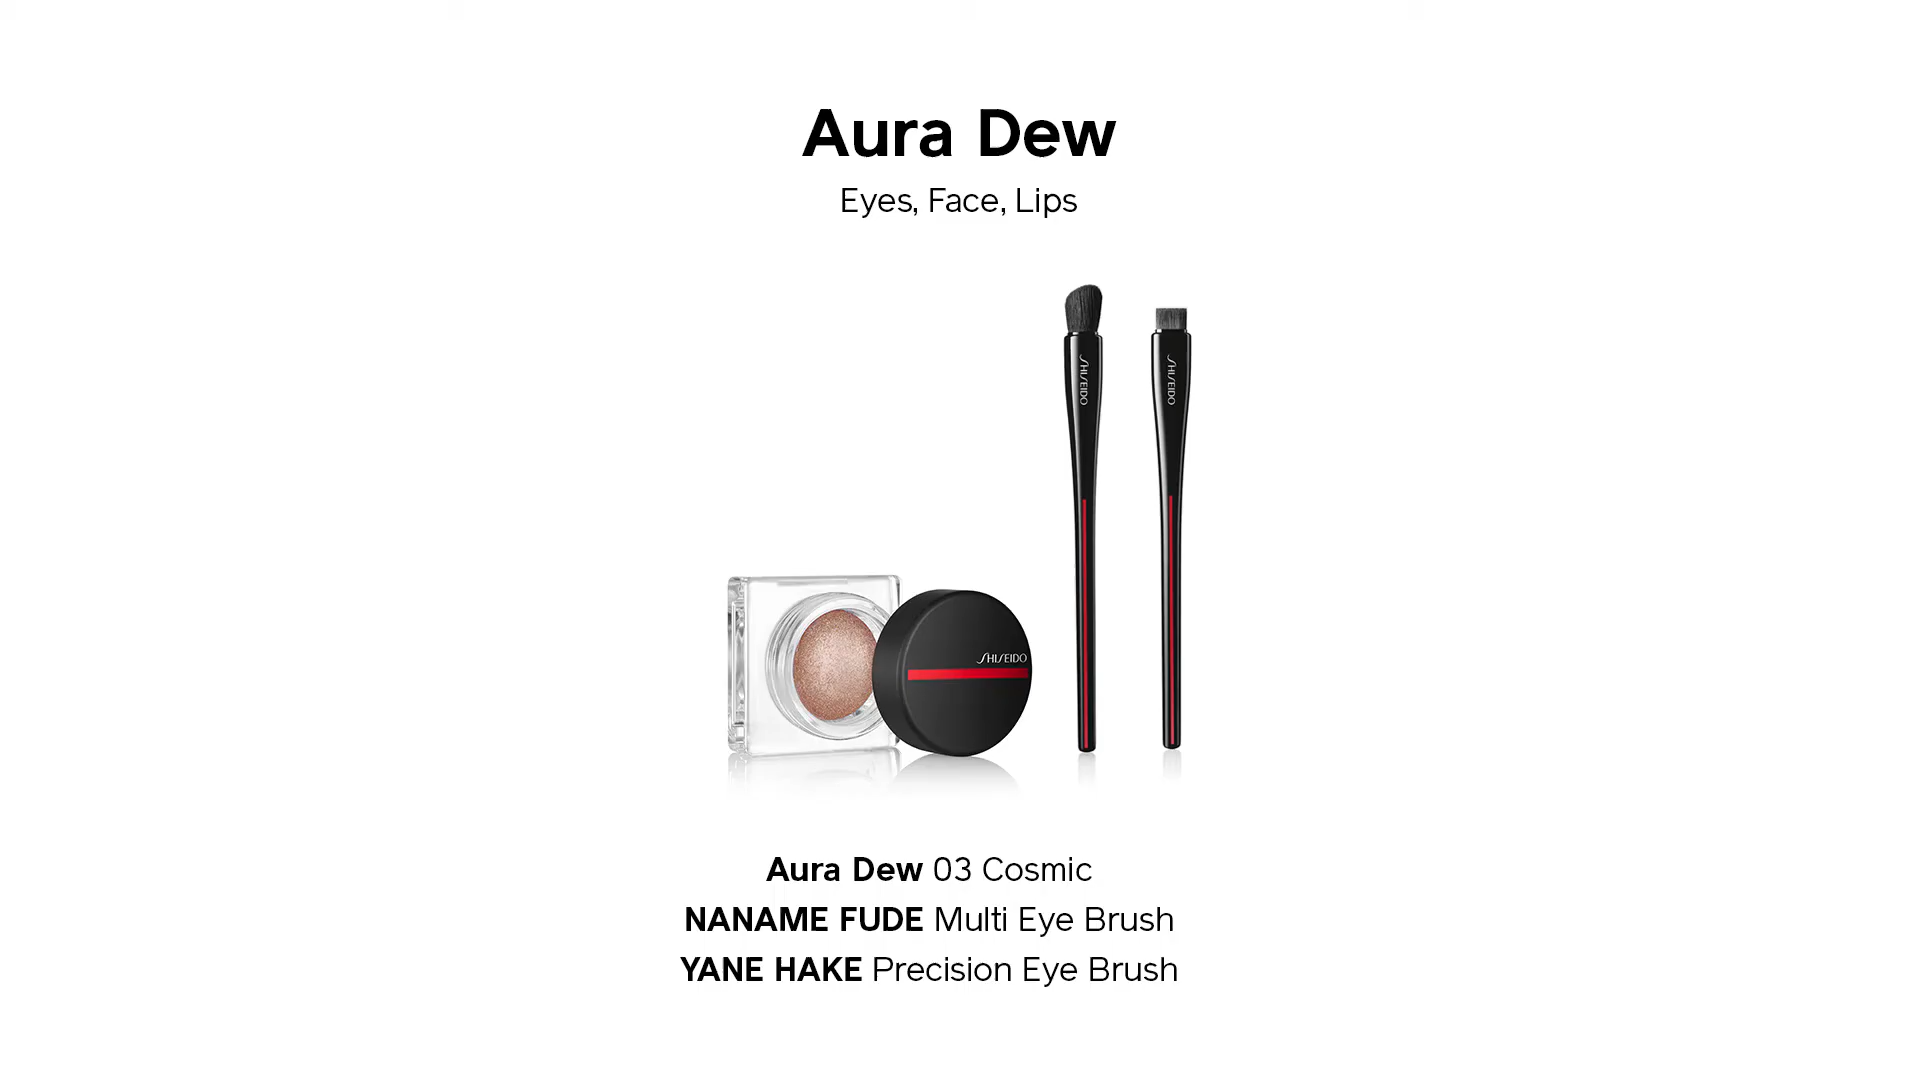 Aura Dew
Eyes, Face, Lips
SHISEIDO
SHISEIDO
SHISEIDO
Aura Dew 03 Cosmic
NANAME FUDE Multi Eye Brush
YANE HAKE Precision Eye Brush